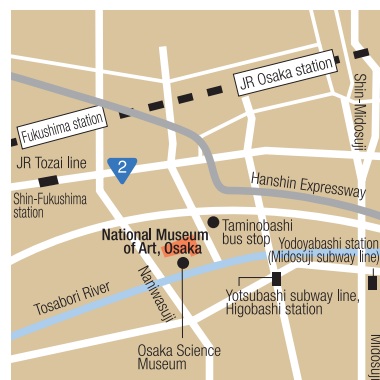 JR Osaka station
Fukushima station
Shin-Midosuji
JR Tozai line
2
Hanshin Expressway
Shin-Fukushima
station
National Museum
of Art, Osaka
Taminobashi
bus stop
Yodoyabashi station
(Midosuji subway line)
Naniwasuji
Tosabori River
Yotsubashi subway line,
Higobashi station
Osaka Science
Museum